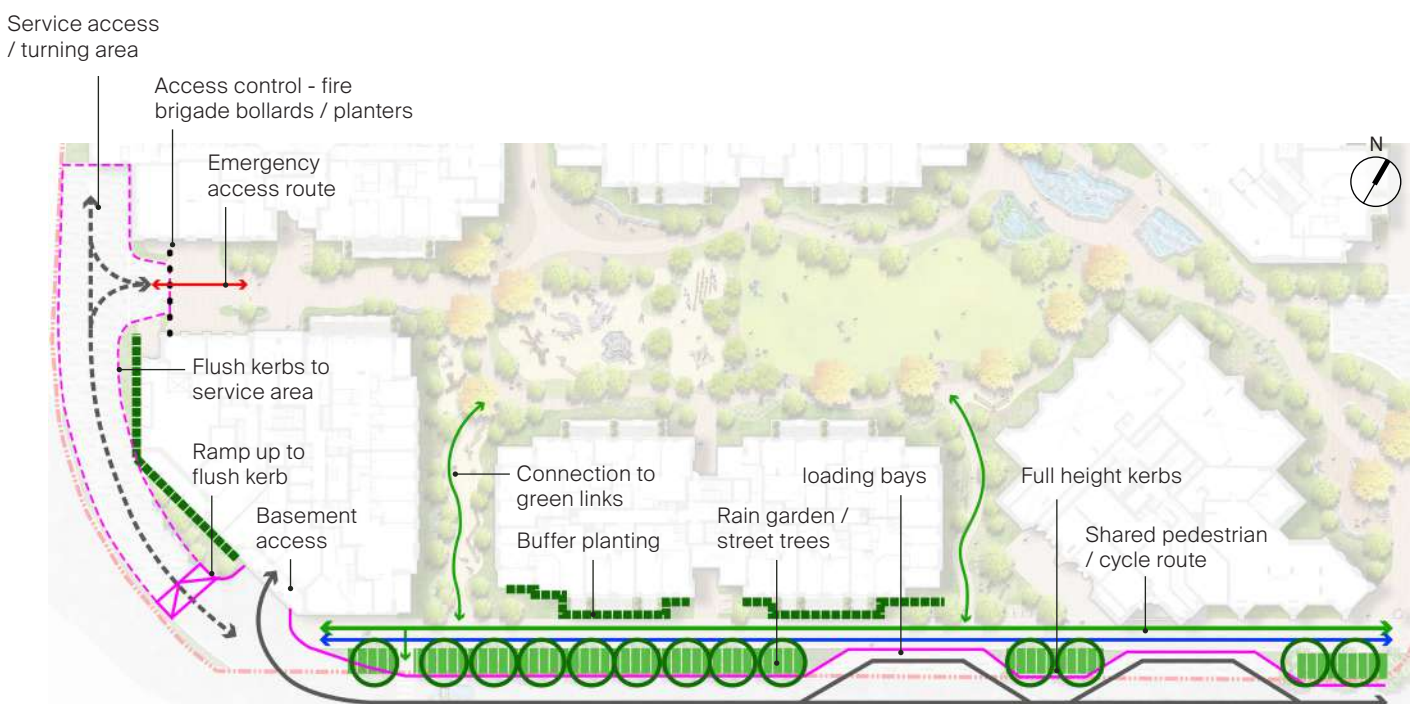 Service access
/ turning area
Access control - fire
brigade bollards / planters
Emergency
access route
N
Flush kerbs to
service area
Ramp up to
flush kerb
Basement
access
Connection to
green links
Buffer planting
loading bays
Rain garden /
street trees
Full height kerbs
Shared pedestrian
/ cycle route